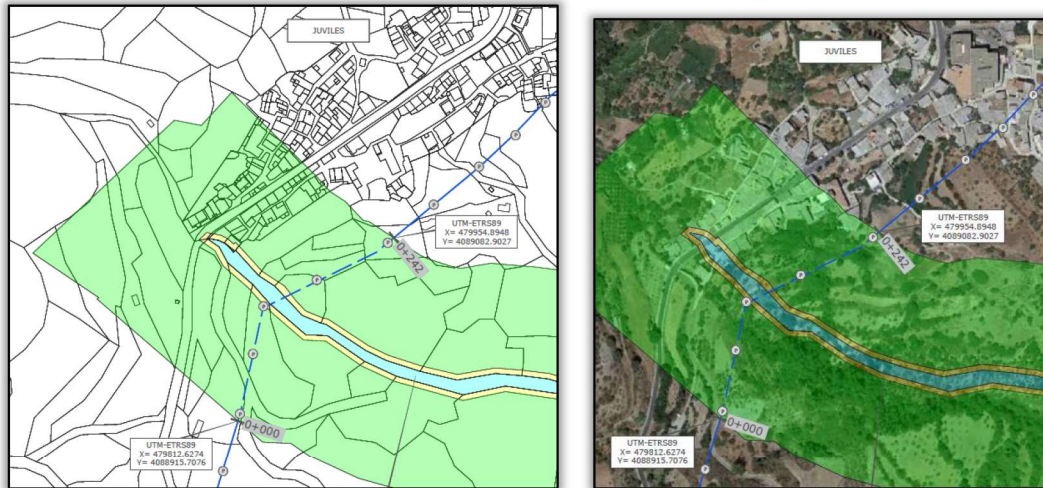 JUVILES
UTM-ETRS89
X= 479954.8948
Y= 4089082.9027
0+242
0+000
UTM-ETRS89
X= 479812.6274
Y= 4088915.7076
JUVILES
UTM-ETRS89
X= 479954.8948
Y= 4089082.9027
0+242
0+000
UTM-ETRS89
X= 479812.6274
Y= 4088915.7076